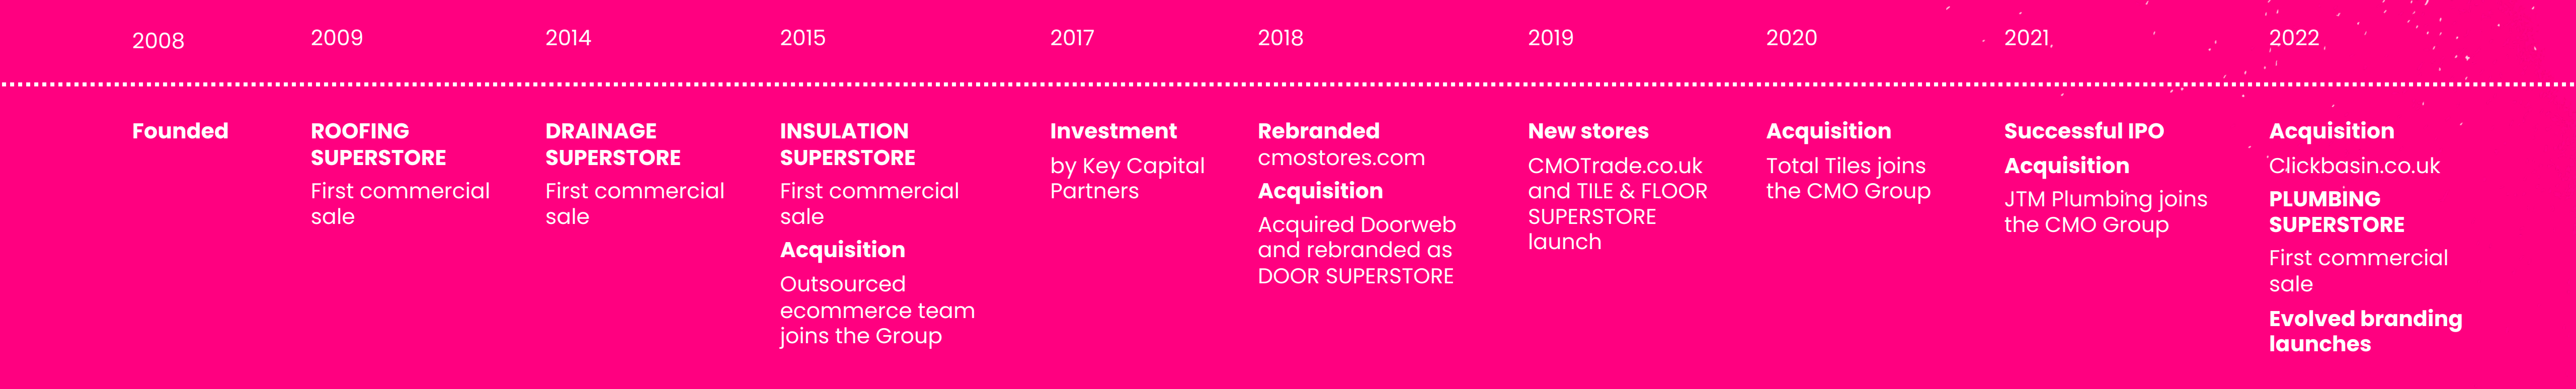 2008
Founded
2009
ROOFING
SUPERSTORE
First commercial
sale
2014
DRAINAGE
SUPERSTORE
First commercial
sale
2015
INSULATION
SUPERSTORE
First commercial
sale
Acquisition
Outsourced
ecommerce team
joins the Group
2017
Investment
by Key Capital
Partners
2018
Rebranded
cmostores.com
Acquisition
Acquired Doorweb
and rebranded as
DOOR SUPERSTORE
2019
New stores
CMOTrade.co.uk
and TILE & FLOOR
SUPERSTORE
launch
2020
Acquisition
Total Tiles joins
the CMO Group
2021
Successful IPO
Acquisition
JTM Plumbing joins
the CMO Group
2022
Acquisition
Clickbasin.co.uk
PLUMBING
SUPERSTORE
First commercial
sale
Evolved branding
launches